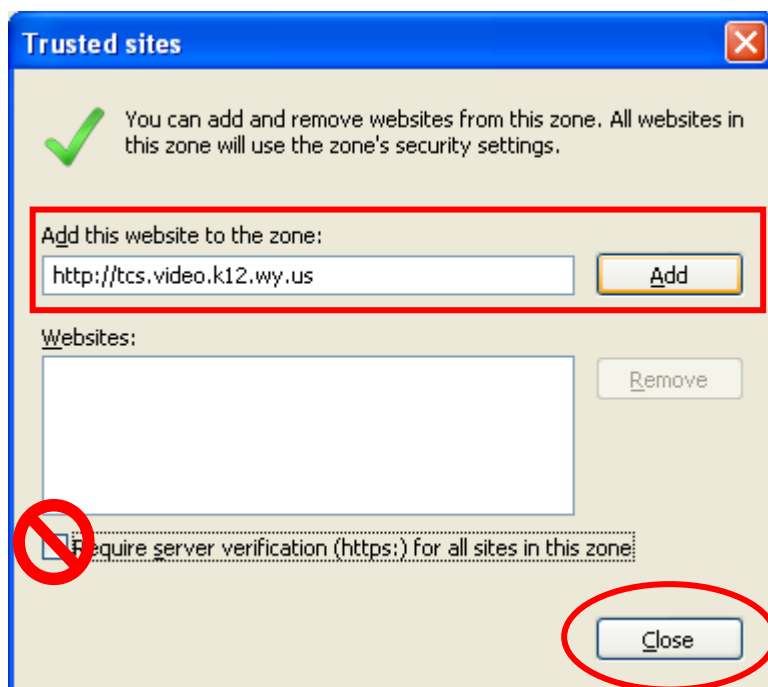 Trusted sites
You can add and remove websites from this zone. All websites in
this zone will use the zone's security settings.
Add this website to the zone:
http://tcs.video.k12.wy.us
Add
Websites:
Remove
Require server verification (https:) for all sites in this zone
Close